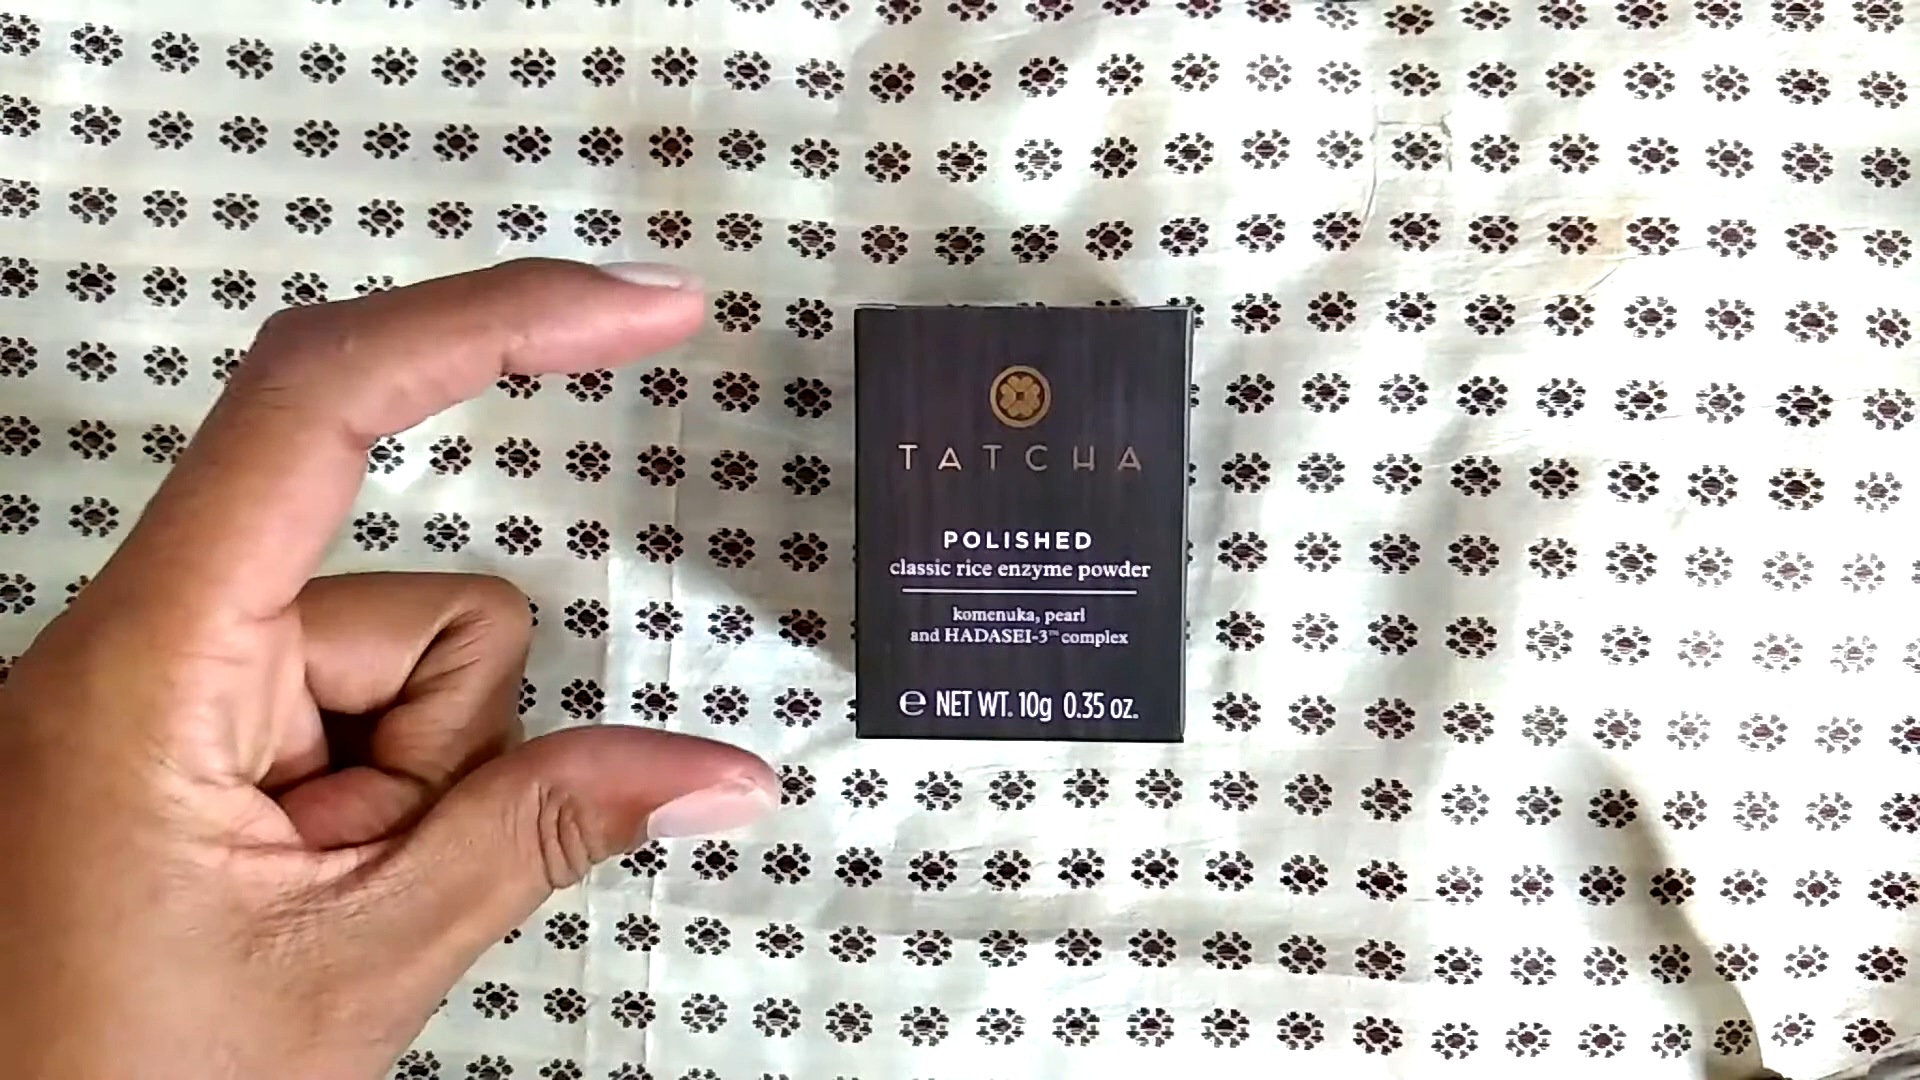 TATCHA
POLISHED
classic rice enzyme powder
komenuka, pearl
and HADASEI-3™ complex
℮ NET WT. 10g 0.35 oz.